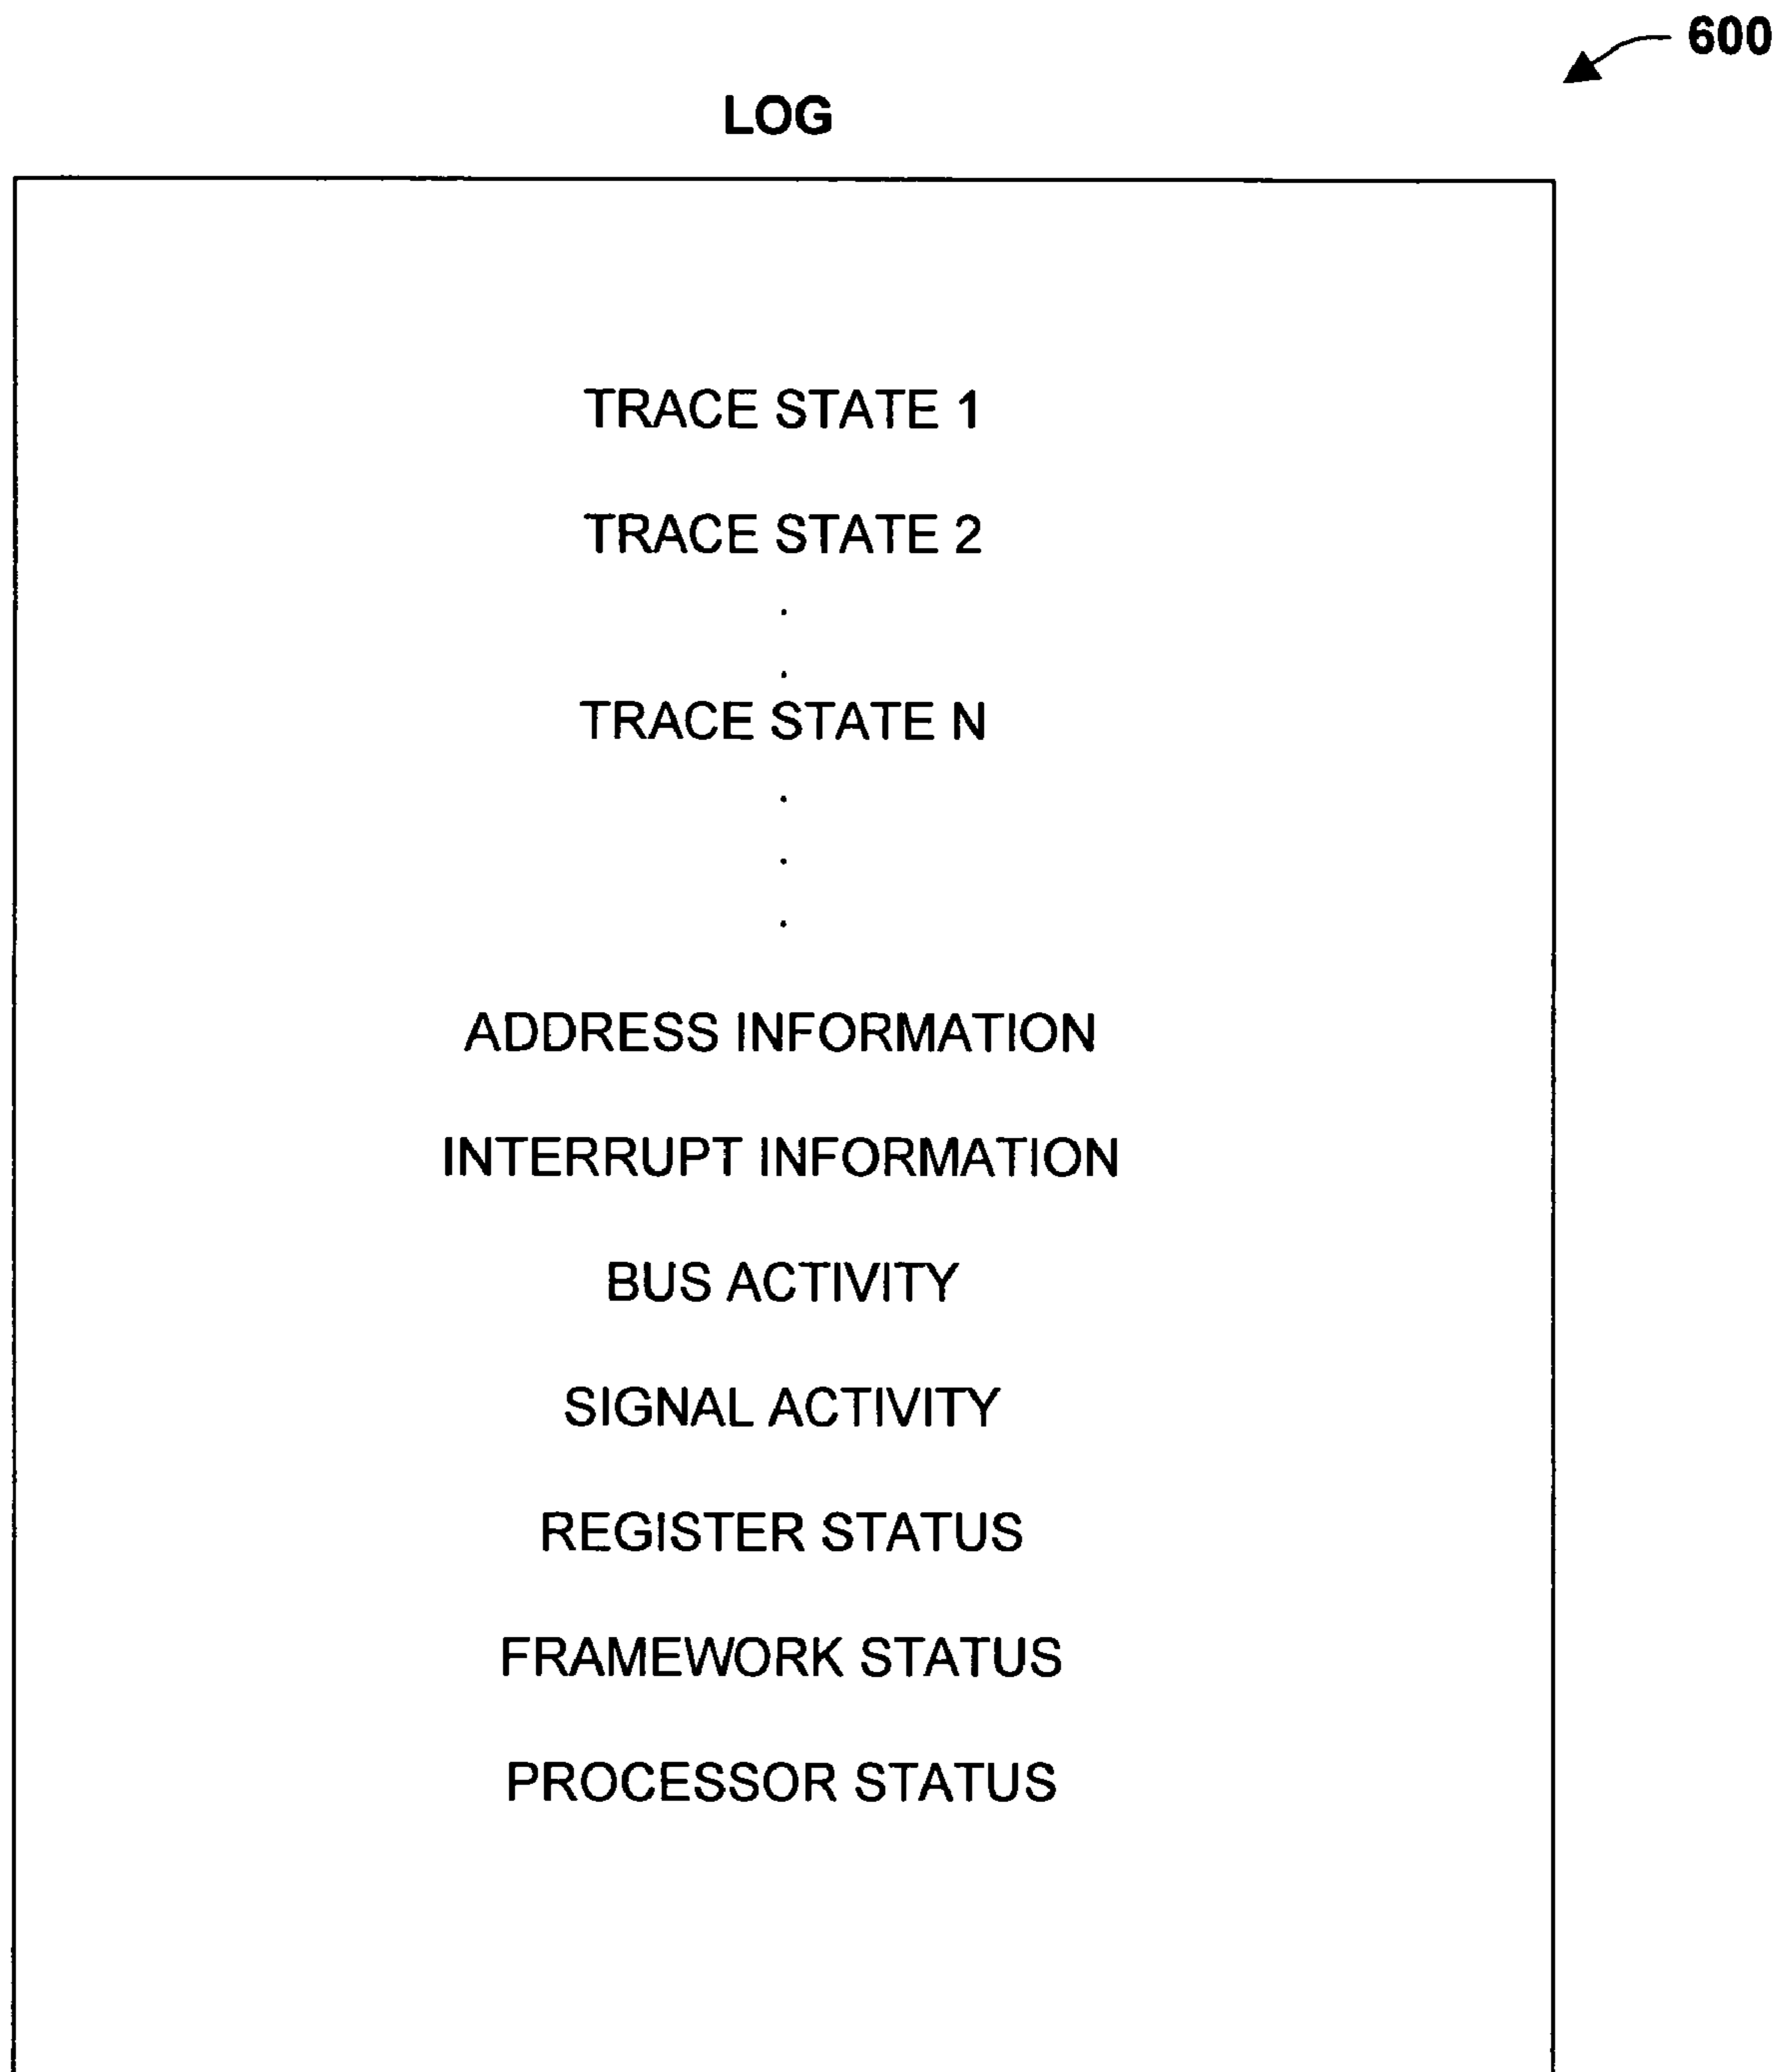 600
LOG
TRACE STATE 1
TRACE STATE 2
.
.
TRACE STATE N
.
.
.
ADDRESS INFORMATION
INTERRUPT INFORMATION
BUS ACTIVITY
SIGNAL ACTIVITY
REGISTER STATUS
FRAMEWORK STATUS
PROCESSOR STATUS